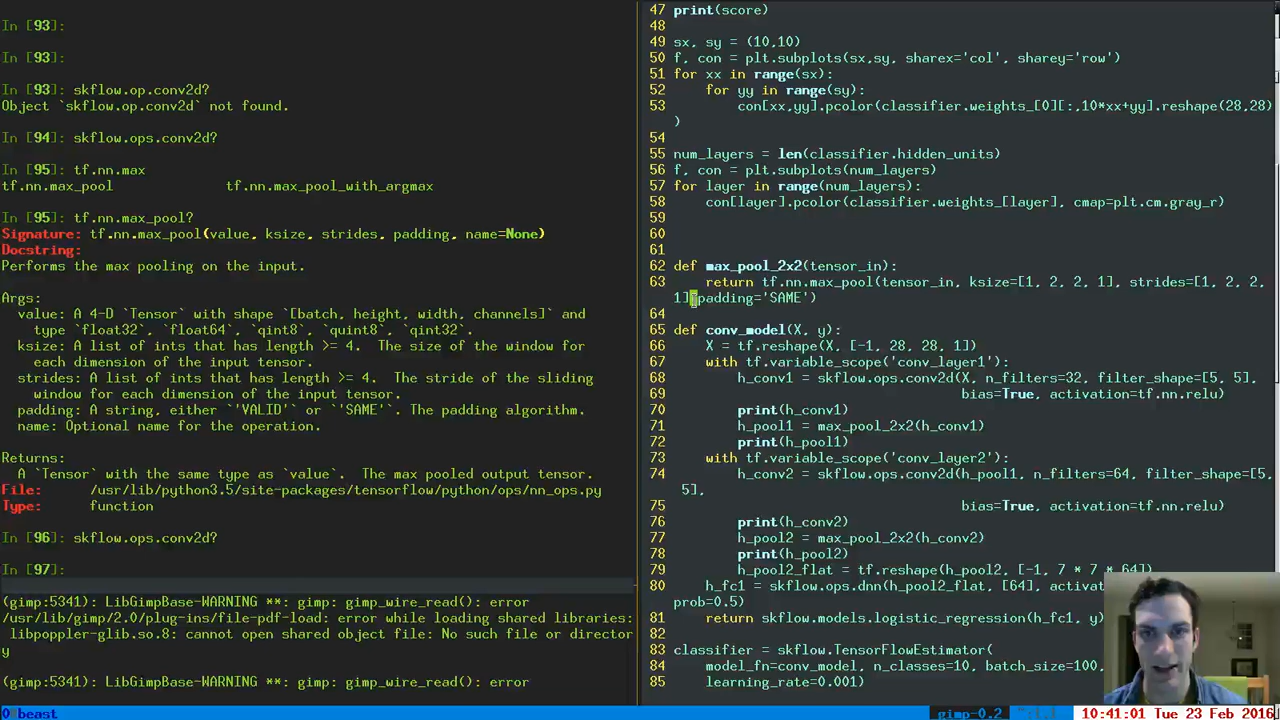 In [93]:
In [93]:
In [93]: skflow.op.conv2d?
Object `skflow.op.conv2d` not found.
In [94]: skflow.ops.conv2d?
In [95]: tf.nn.max
tf.nn.max_pool tf.nn.max_pool_with_argmax
In [95]: tf.nn.max_pool?
Signature: tf.nn.max_pool(value, ksize, strides, padding, name=None)
Docstring:
Performs the max pooling on the input.
Args:
value: A 4-D `Tensor` with shape `[batch, height, width, channels]` and
type `float32`, `float64`, `qint8`, `quint8`, `qint32`.
ksize: A list of ints that has length >= 4. The size of the window for
each dimension of the input tensor.
strides: A list of ints that has length >= 4. The stride of the sliding
window for each dimension of the input tensor.
padding: A string, either `'VALID'` or `'SAME'`. The padding algorithm.
name: Optional name for the operation.
Returns:
A `Tensor` with the same type as `value`. The max pooled output tensor.
File: /usr/lib/python3.5/site-packages/tensorflow/python/ops/nn_ops.py
Type: function
In [96]: skflow.ops.conv2d?
In [97]:
(gimp:5341): LibGimpBase-WARNING **: gimp: gimp_wire_read(): error
/usr/lib/gimp/2.0/plug-ins/file-pdf-load: error while loading shared libraries:
libpoppler-glib.so.8: cannot open shared object file: No such file or director
y
(gimp:5341): LibGimpBase-WARNING **: gimp: gimp_wire_read(): error
47 print(score)
48
49 sx, sy = (10,10)
50 f, con = plt.subplots(sx,sy, sharex='col', sharey='row')
51 for xx in range(sx):
52 for yy in range(sy):
53 con[xx,yy].pcolor(classifier.weights_[0][:,10*xx+yy].reshape(28,28)
)
54
55 num_layers = len(classifier.hidden_units)
56 f, con = plt.subplots(num_layers)
57 for layer in range(num_layers):
58 con[layer].pcolor(classifier.weights_[layer], cmap=plt.cm.gray_r)
59
60
61
62 def max_pool_2x2(tensor_in):
63 return tf.nn.max_pool(tensor_in, ksize=[1, 2, 2, 1], strides=[1, 2, 2,
1] padding='SAME')
64
65 def conv_model(X, y):
66 X = tf.reshape(X, [-1, 28, 28, 1])
67 with tf.variable_scope('conv_layer1'):
68 h_conv1 = skflow.ops.conv2d(X, n_filters=32, filter_shape=[5, 5],
69 bias=True, activation=tf.nn.relu)
70 print(h_conv1)
71 h_pool1 = max_pool_2x2(h_conv1)
72 print(h_pool1)
73 with tf.variable_scope('conv_layer2'):
74 h_conv2 = skflow.ops.conv2d(h_pool1, n_filters=64, filter_shape=[5,
5],
75 bias=True, activation=tf.nn.relu)
76 print(h_conv2)
77 h_pool2 = max_pool_2x2(h_conv2)
78 print(h_pool2)
79 h_pool2_flat = tf.reshape(h_pool2, [-1, 7 * 7 * 64])
80 h_fc1 = skflow.ops.dnn(h_pool2_flat, [64], activ
prob=0.5)
81 return skflow.models.logistic_regression(h_fc1, y)
82
83 classifier = skflow.TensorFlowEstimator(
84 model_fn=conv_model, n_classes=10, batch_size=100,
85 learning_rate=0.001)
0 beast gimp-0.2 10:41:01 Tue 23 Feb 2016